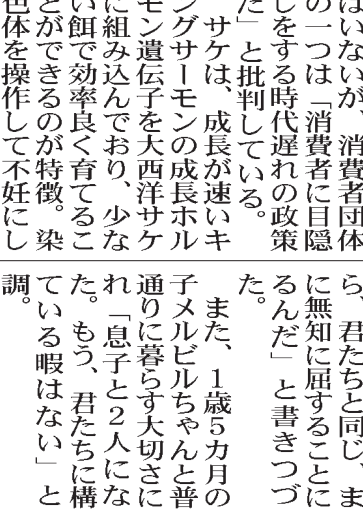 はいないが、消費者団体
の一つは「消費者に目隠
しをする時代遅れの政策
だ」と批判している。
　サケは、成長が速いキ
ングサーモンの成長ホル
モン遺伝子を大西洋サケ
に組み込んでおり、少な
い餌で効率良く育てるこ
とができるのが特徴。染
色体を操作して不妊にし
ら、君たちと同じ、ま
に無知に屈することに
るんだ」と書きつづ
た。
　また、1歳5カ月の
子メルビルちゃんと普
通りに暮らす大切さに
れ「息子と2人にな
た。もう、君たちに構
ている暇はない」と
調。